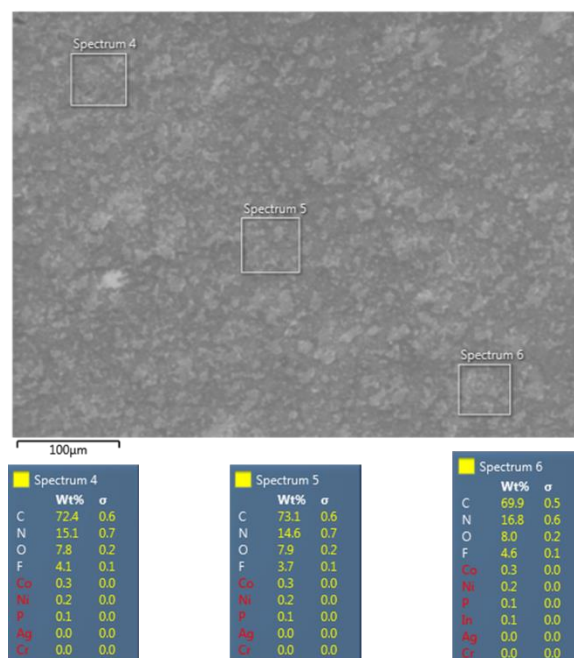 Spectrum 4
Spectrum 5
Spectrum 6
100µm
Spectrum 4
Wt% σ
C 72.4 0.6
N 15.1 0.7
O 7.8 0.2
F 4.1 0.1
Co 0.3 0.0
Ni 0.2 0.0
P 0.1 0.0
Ag 0.0 0.0
Cr 0.0 0.0
Spectrum 5
Wt% σ
C 73.1 0.6
N 14.6 0.7
O 7.9 0.2
F 3.7 0.1
Co 0.3 0.0
Ni 0.2 0.0
P 0.1 0.0
Ag 0.0 0.0
Cr 0.0 0.0
Spectrum 6
Wt% σ
C 69.9 0.5
N 16.8 0.6
O 8.0 0.2
F 4.6 0.1
Co 0.3 0.0
Ni 0.2 0.0
P 0.1 0.0
In 0.1 0.0
Ag 0.0 0.0
Cr 0.0 0.0